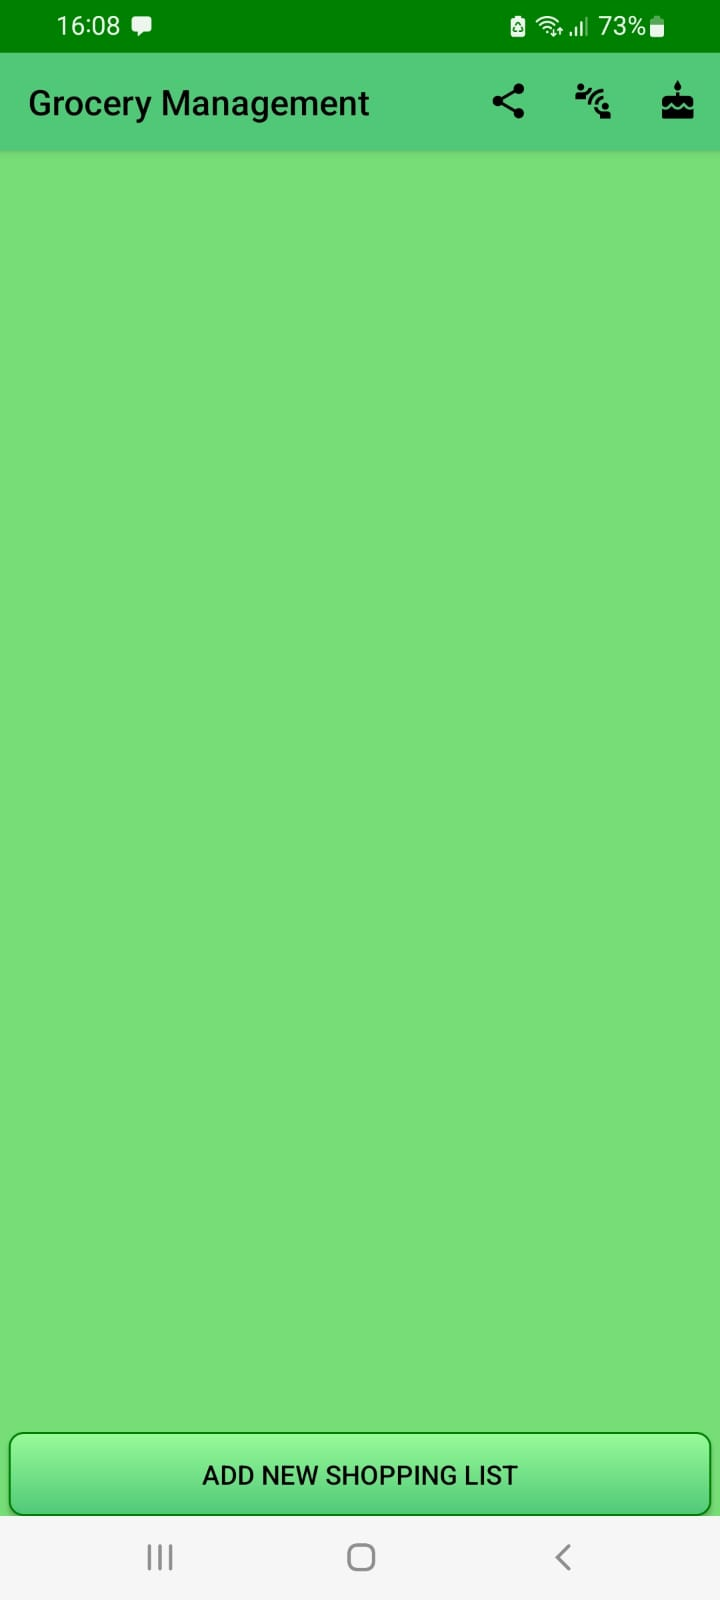 16:08
73%
Grocery Management
ADD NEW SHOPPING LIST